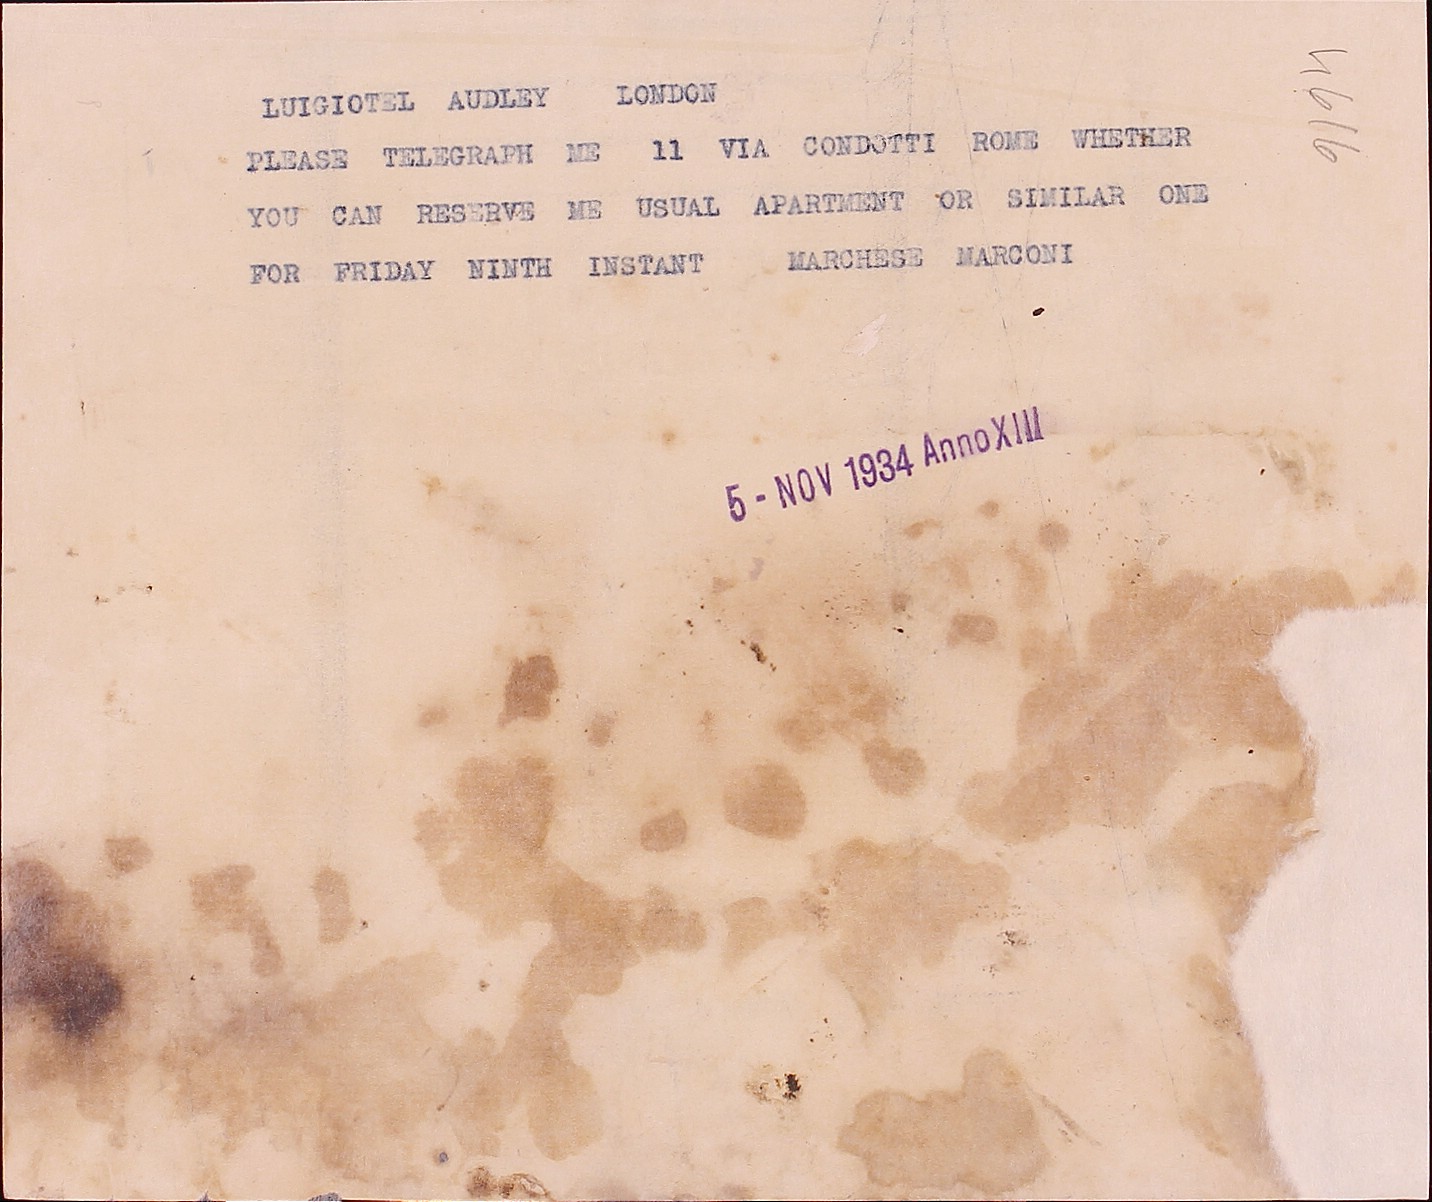 LUIGIOTEL AUDLEY LONDON
PLEASE TELEGRAPH ME 11 VIA CONDOTTI ROME WHETHER
YOU CAN RESERVE ME USUAL APARTMENT OR SIMILAR ONE
FOR FRIDAY NINTH INSTANT MARCHESE MARCONI
5 - NOV 1934 Anno XIII